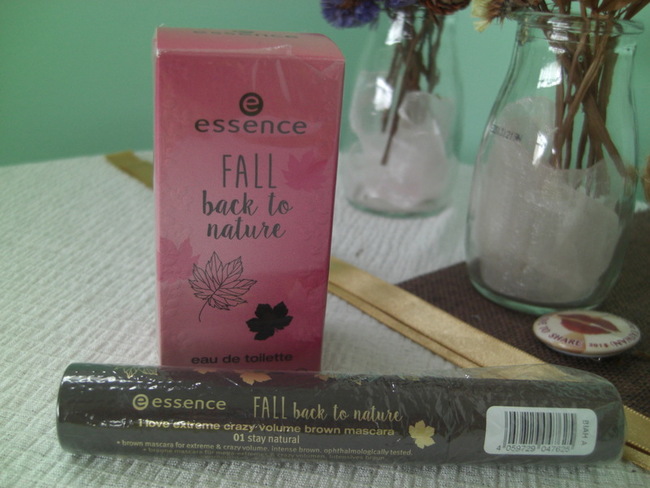 essence
FALL
back to
nature
eau de toilette
essence FALL back to nature
I love extreme crazy volume brown mascara
01 stay natural
• brown mascara for extreme & crazy volume. intense brown. ophthalmologically tested.
4 059729 047625